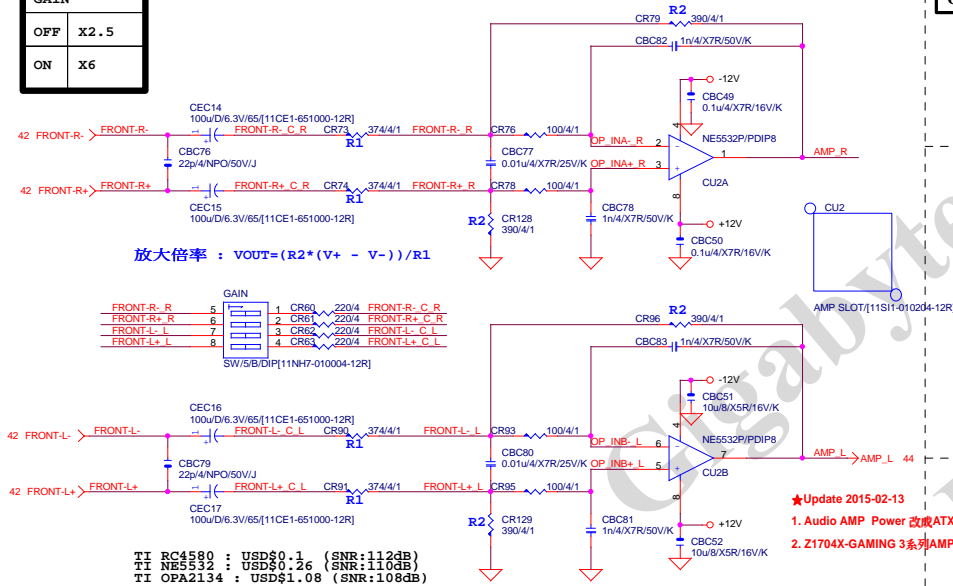 GAIN
OFF X2.5
ON X6
R2
CR79 390/4/1
CBC82 1n/4/X7R/50V/K
-12V
CBC49
0.1u/4/X7R/16V/K
CEC14
100u/D/6.3V/65/[11CE1-651000-12R]
42 FRONT-R- FRONT-R- 1 + FRONT-R-_C_R CR73 374/4/1 FRONT-R-_R CR76 100/4/1
R1
OP_INA-_R 2
4
NE5532P/PDIP8
1 AMP_R
CBC76
22p/4/NPO/50V/J
CBC77
0.01u/4/X7R/25V/K
OP_INA+_R 3
CU2A
42 FRONT-R+ FRONT-R+ 1 + FRONT-R+_C_R CR74 374/4/1 FRONT-R+_R CR78 100/4/1
R1
8
CEC15
100u/D/6.3V/65/[11CE1-651000-12R]
R2
CR128
390/4/1
CBC78
1n/4/X7R/50V/K
+12V
CBC50
0.1u/4/X7R/16V/K
CU2
AMP SLOT/[11SI1-010204-12R]
放大倍率 : VOUT=(R2*(V+ - V-))/R1
GAIN
FRONT-R-_R 5 1 CR60 220/4 FRONT-R-_C_R
FRONT-R+_R 6 2 CR61 220/4 FRONT-R+_C_R
FRONT-L-_L 7 3 CR62 220/4 FRONT-L-_C_L
FRONT-L+_L 8 4 CR63 220/4 FRONT-L+_C_L
SW/5/B/DIP[11NH7-010004-12R]
R2
CR96 390/4/1
CBC83 1n/4/X7R/50V/K
-12V
CBC51
10u/8/X5R/16V/K
CEC16
100u/D/6.3V/65/[11CE1-651000-12R]
42 FRONT-L- FRONT-L- 1 + FRONT-L-_C_L CR90 374/4/1 FRONT-L-_L CR93 100/4/1
R1
OP_INB-_L 6
4
NE5532P/PDIP8
7 AMP_L AMP_L 44
CBC79
22p/4/NPO/50V/J
CBC80
0.01u/4/X7R/25V/K
OP_INB+_L 5
CU2B
42 FRONT-L+ FRONT-L+ 1 + FRONT-L+_C_L CR91 374/4/1 FRONT-L+_L CR95 100/4/1
R1
8
CEC17
100u/D/6.3V/65/[11CE1-651000-12R]
R2
CR129
390/4/1
CBC81
1n/4/X7R/50V/K
+12V
CBC52
10u/8/X5R/16V/K
★Update 2015-02-13
1. Audio AMP Power 改成ATX
2. Z1704X-GAMING 3系列AMP
TI RC4580 : USD$0.1 (SNR:112dB)
TI NE5532 : USD$0.26 (SNR:110dB)
TI OPA2134 : USD$1.08 (SNR:108dB)
Gigabyte